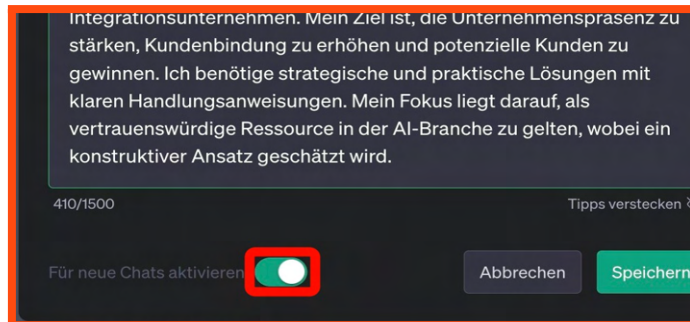 Integrationsunternehmen. Mein Ziel ist, die Unternehmenspräsenz zu
stärken, Kundenbindung zu erhöhen und potenzielle Kunden zu
gewinnen. Ich benötige strategische und praktische Lösungen mit
klaren Handlungsanweisungen. Mein Fokus liegt darauf, als
vertrauenswürdige Ressource in der AI-Branche zu gelten, wobei ein
konstruktiver Ansatz geschätzt wird.
410/1500 Tipps verstecken
Für neue Chats aktivieren Abbrechen Speichern